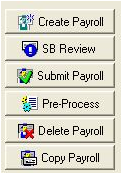 Create Payroll
SB Review
Submit Payroll
Pre-Process
Delete Payroll
Copy Payroll